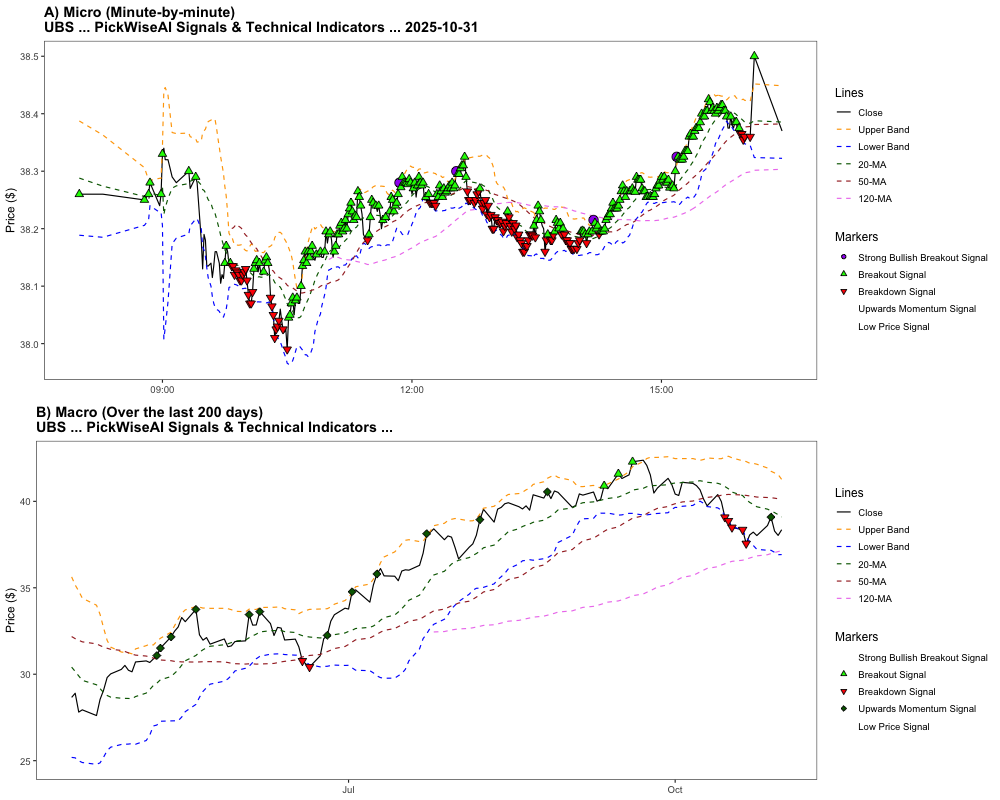 A) Micro (Minute-by-minute)
UBS ... PickWiseAI Signals & Technical Indicators ... 2025-10-31
38.5
38.4
38.3
38.2
38.1
38.0
Price ($)
09:00
12:00
15:00
Lines
Close
Upper Band
Lower Band
20-MA
50-MA
120-MA
Markers
Strong Bullish Breakout Signal
Breakout Signal
Breakdown Signal
Upwards Momentum Signal
Low Price Signal
B) Macro (Over the last 200 days)
UBS ... PickWiseAI Signals & Technical Indicators ...
40
35
30
25
Price ($)
Jul
Oct
Lines
Close
Upper Band
Lower Band
20-MA
50-MA
120-MA
Markers
Strong Bullish Breakout Signal
Breakout Signal
Breakdown Signal
Upwards Momentum Signal
Low Price Signal